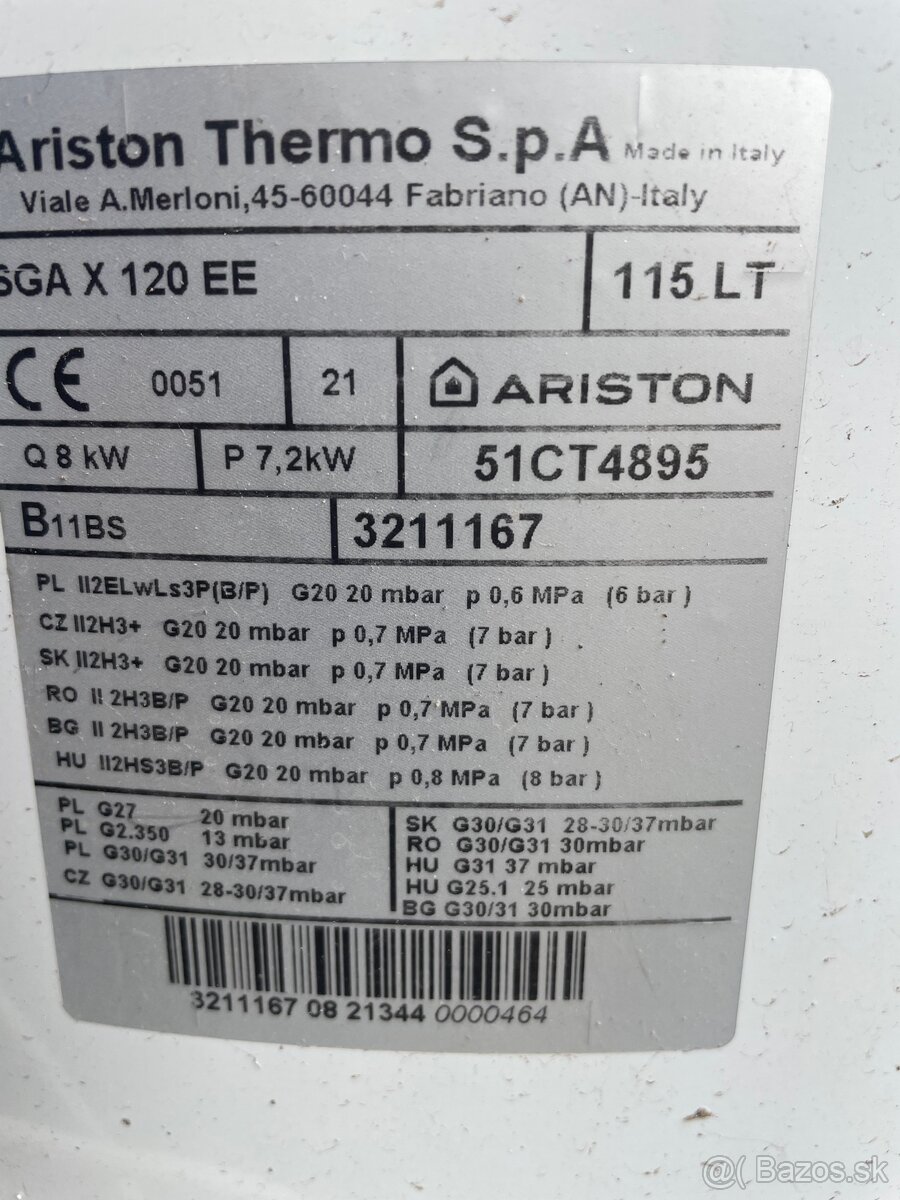 Ariston Thermo S.p.A Made in Italy
Viale A.Merloni,45-60044 Fabriano (AN)-Italy
SGA X 120 EE 115 LT
CE 0051 21 ARISTON
Q 8 kW P 7,2kW 51CT4895
B11BS 3211167
PL II2ELwLs3P(B/P) G20 20 mbar p 0,6 MPa (6 bar)
CZ II2H3+ G20 20 mbar p 0,7 MPa (7 bar)
SK II2H3+ G20 20 mbar p 0,7 MPa (7 bar)
RO II 2H3B/P G20 20 mbar p 0,7 MPa (7 bar)
BG II 2H3B/P G20 20 mbar p 0,7 MPa (7 bar)
HU II2HS3B/P G20 20 mbar p 0,8 MPa (8 bar)
PL G27 20 mbar
PL G2.350 13 mbar
PL G30/G31 30/37mbar
CZ G30/G31 28-30/37mbar
SK G30/G31 28-30/37mbar
RO G30/G31 30mbar
HU G31 37 mbar
HU G25.1 25 mbar
BG G30/31 30mbar
3211167 08 21344 0000464
@( Bazos.sk